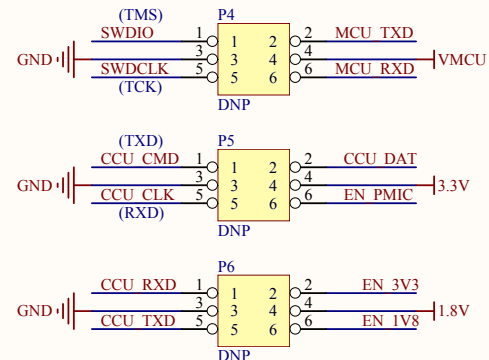 (TMS) P4
SWDIO 1 1 2 2 MCU_TXD
GND 3 3 4 4 VMCU
SWDCLK 5 5 6 6 MCU_RXD
(TCK) DNP
(TXD) P5
CCU_CMD 1 1 2 2 CCU_DAT
GND 3 3 4 4 3.3V
CCU_CLK 5 5 6 6 EN_PMIC
(RXD) DNP
P6
CCU_RXD 1 1 2 2 EN_3V3
GND 3 3 4 4 1.8V
CCU_TXD 5 5 6 6 EN_1V8
DNP